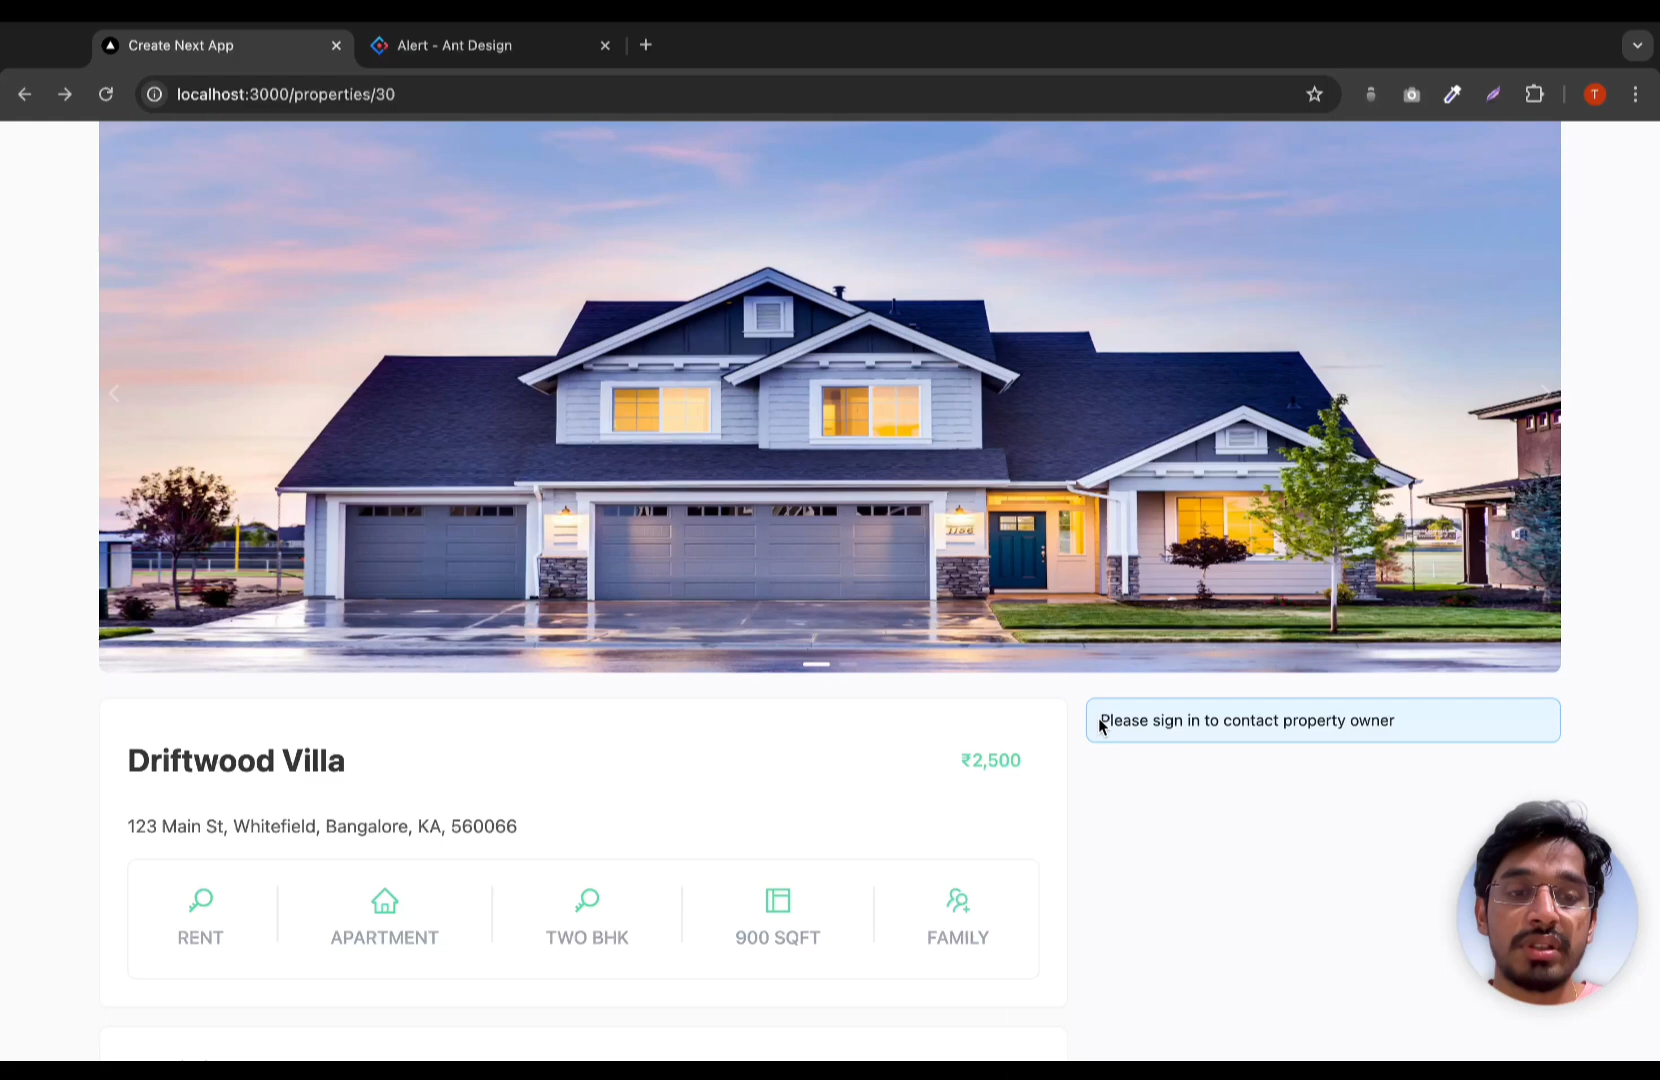 Create Next App
Alert - Ant Design
localhost:3000/properties/30
T
1156
Please sign in to contact property owner
Driftwood Villa
₹2,500
123 Main St, Whitefield, Bangalore, KA, 560066
RENT
APARTMENT
TWO BHK
900 SQFT
FAMILY